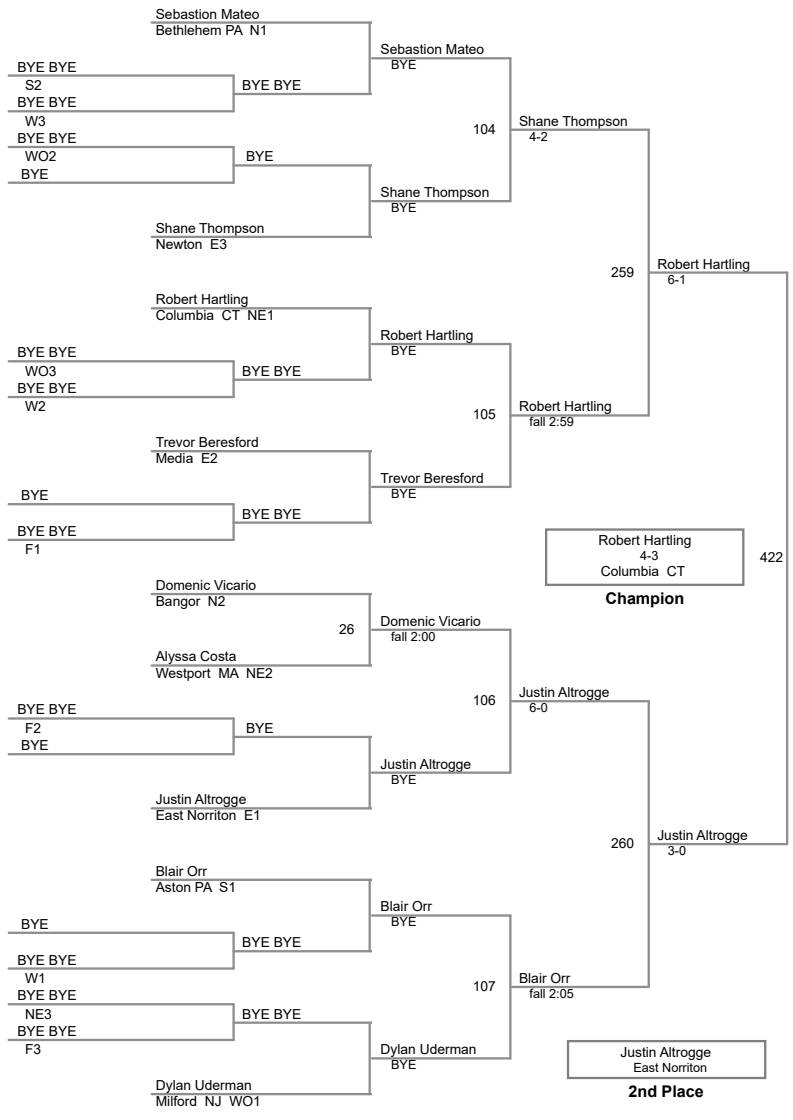 Sebastion Mateo
Bethlehem PA N1
Sebastion Mateo
BYE
BYE BYE
S2
BYE BYE
BYE BYE
W3
104
Shane Thompson
4-2
BYE BYE
WO2
BYE
BYE
Shane Thompson
BYE
Shane Thompson
Newton E3
259
Robert Hartling
6-1
Robert Hartling
Columbia CT NE1
Robert Hartling
BYE
BYE BYE
WO3
BYE BYE
BYE BYE
W2
105
Robert Hartling
fall 2:59
Trevor Beresford
Media E2
Trevor Beresford
BYE
BYE
BYE BYE
BYE BYE
F1
Robert Hartling
4-3
Columbia CT
422
Champion
Domenic Vicario
Bangor N2
26
Domenic Vicario
fall 2:00
Alyssa Costa
Westport MA NE2
106
Justin Altrogge
6-0
BYE BYE
F2
BYE
BYE
Justin Altrogge
BYE
Justin Altrogge
East Norriton E1
260
Justin Altrogge
3-0
Blair Orr
Aston PA S1
Blair Orr
BYE
BYE
BYE BYE
BYE BYE
W1
107
Blair Orr
fall 2:05
BYE BYE
NE3
BYE BYE
BYE BYE
F3
Dylan Uderman
BYE
Dylan Uderman
Milford NJ WO1
Justin Altrogge
East Norriton
2nd Place